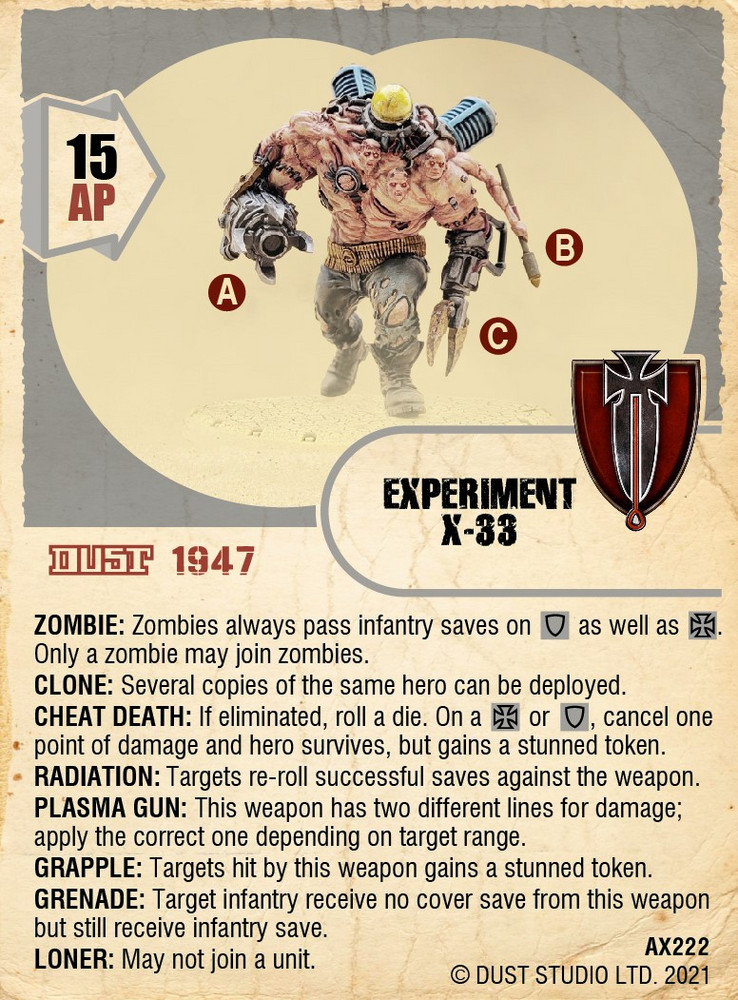 15
AP
A
B
C
EXPERIMENT
X-33
DUST 1947
ZOMBIE: Zombies always pass infantry saves on as well as .
Only a zombie may join zombies.
CLONE: Several copies of the same hero can be deployed.
CHEAT DEATH: If eliminated, roll a die. On a or , cancel one
point of damage and hero survives, but gains a stunned token.
RADIATION: Targets re-roll successful saves against the weapon.
PLASMA GUN: This weapon has two different lines for damage;
apply the correct one depending on target range.
GRAPPLE: Targets hit by this weapon gains a stunned token.
GRENADE: Target infantry receive no cover save from this weapon
but still receive infantry save.
LONER: May not join a unit.
AX222
© DUST STUDIO LTD. 2021